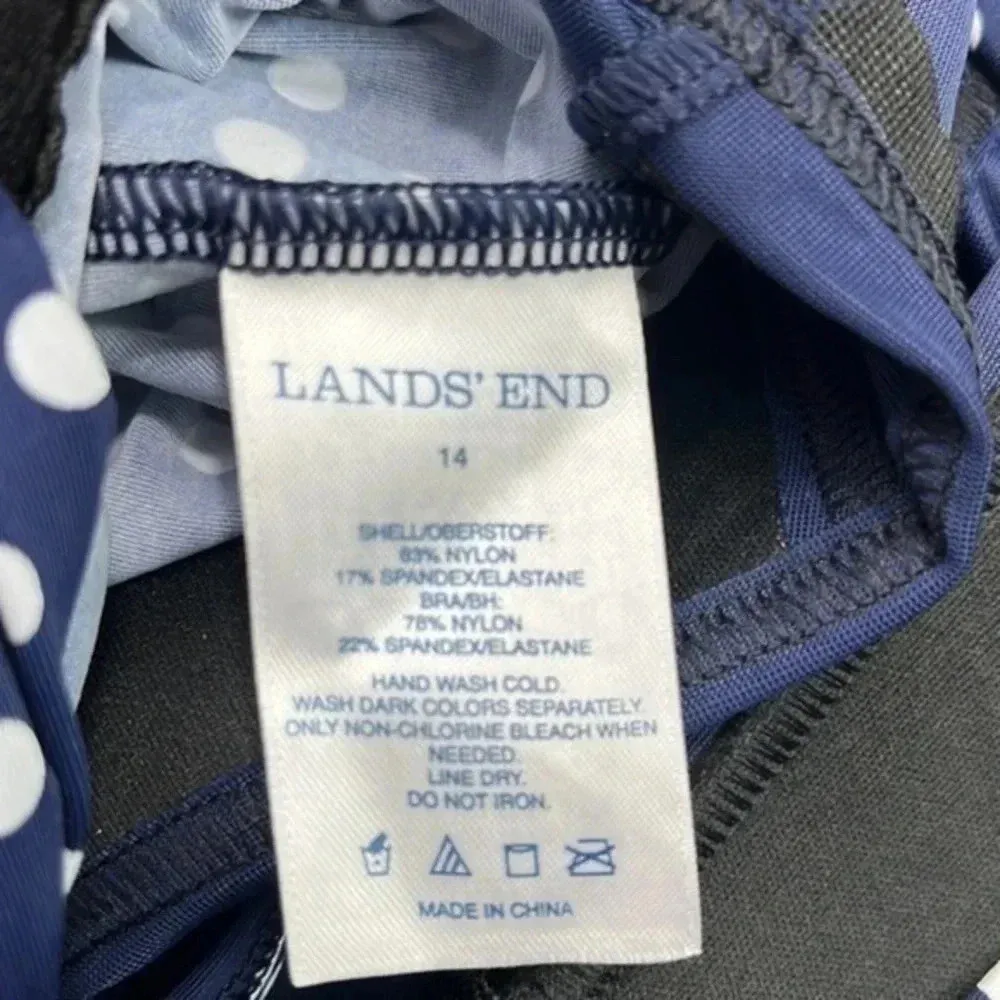 LANDS' END
14
SHELL/OBERSTOFF:
83% NYLON
17% SPANDEX/ELASTANE
BRA/BH:
78% NYLON
22% SPANDEX/ELASTANE
HAND WASH COLD.
WASH DARK COLORS SEPARATELY.
ONLY NON-CHLORINE BLEACH WHEN
NEEDED.
LINE DRY.
DO NOT IRON.
MADE IN CHINA